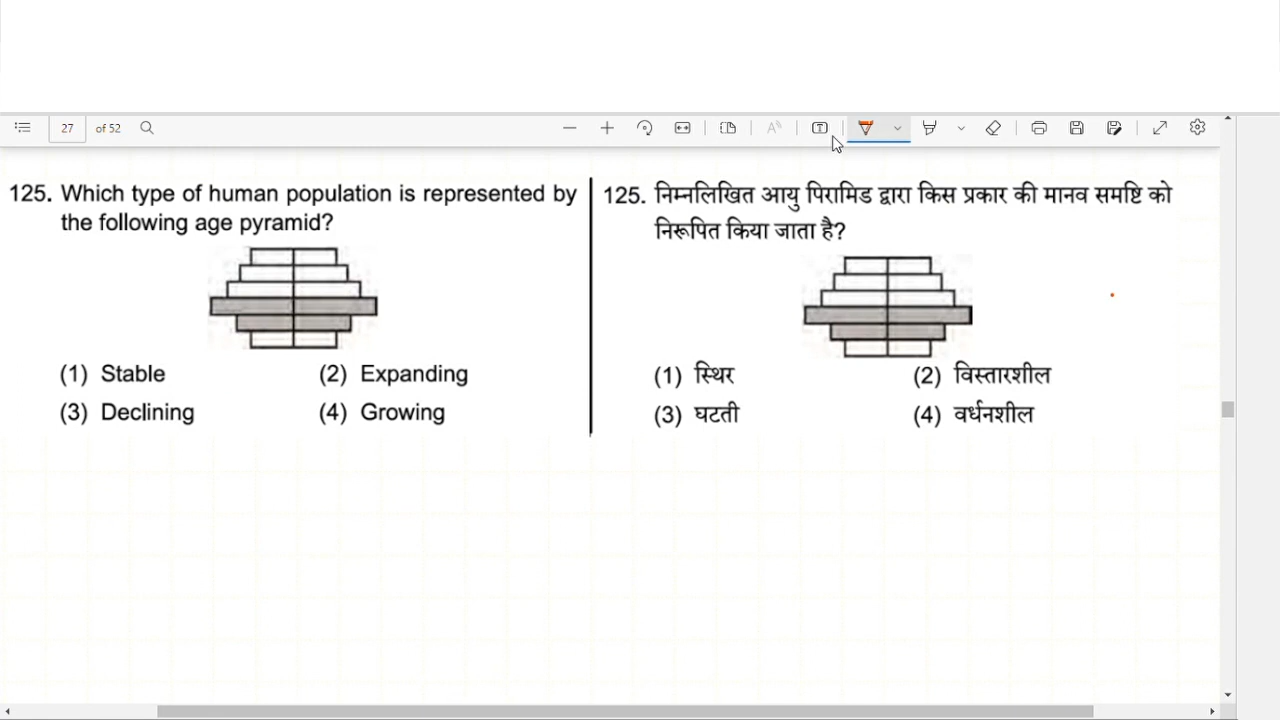 27 of 52
125. Which type of human population is represented by
the following age pyramid?
(1) Stable (2) Expanding
(3) Declining (4) Growing
125. निम्नलिखित आयु पिरामिड द्वारा किस प्रकार की मानव समष्टि को
निरूपित किया जाता है?
(1) स्थिर (2) विस्तारशील
(3) घटती (4) वर्धनशील